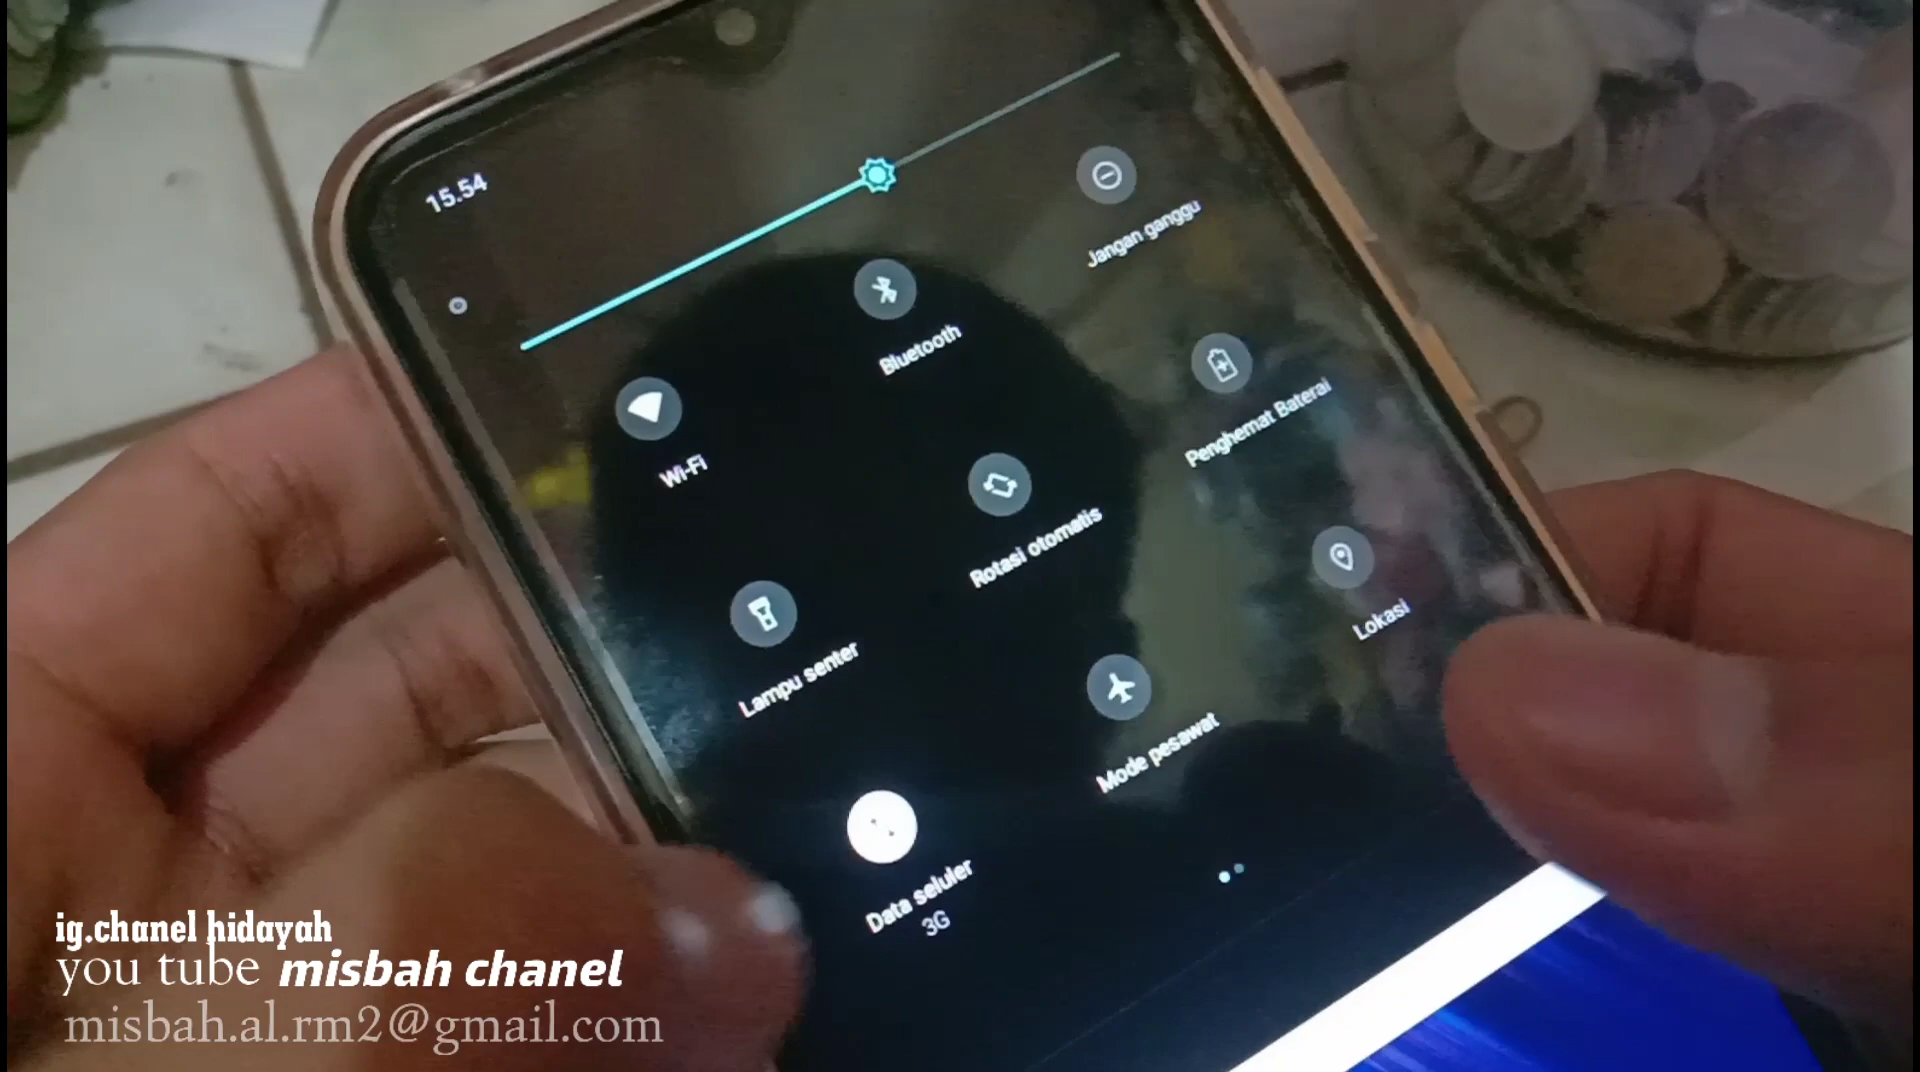 15.54
Jangan ganggu
Bluetooth
Wi-Fi
Penghemat Baterai
Rotasi otomatis
Lampu senter
Lokasi
Mode pesawat
Data seluler
3G
ig.chanel hidayah
you tube misbah chanel
misbah.al.rm2@gmail.com